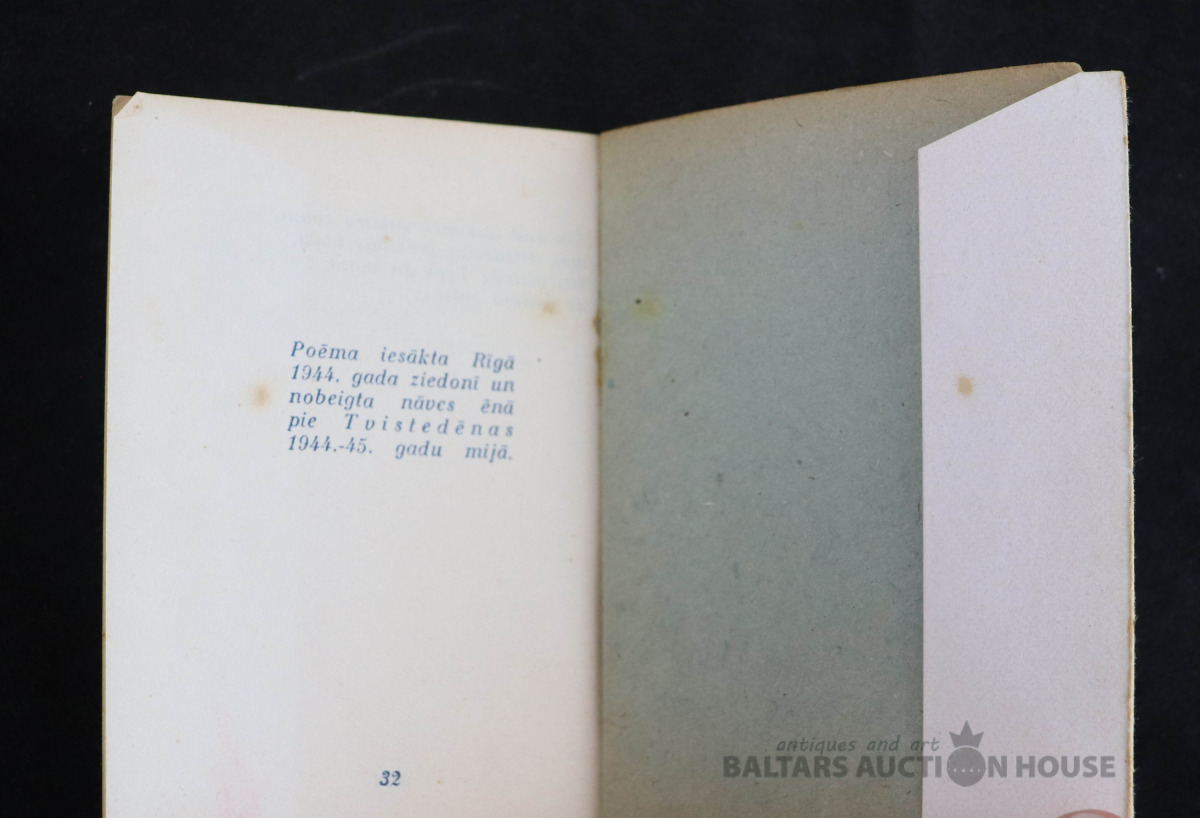 Poēma iesākta Rīgā
1944. gada ziedonī un
nobeigta nāves ēnā
pie Tvistedēnas
1944.-45. gadu mijā.
32
antiques and art
BALTARS AUCTION HOUSE